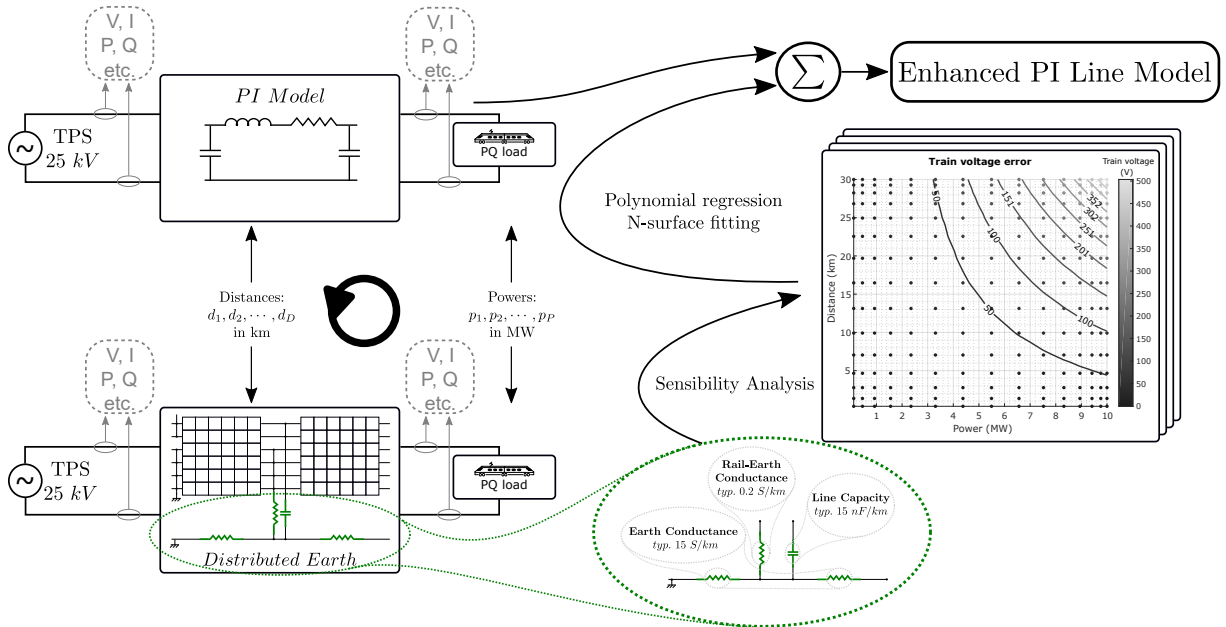 V, I
P, Q
etc.
V, I
P, Q
etc.
TPS
25 kV
PI Model
PQ load
∑
Enhanced PI Line Model
Polynomial regression
N-surface fitting
Distances:
d1, d2, ⋯ , dD
in km
Powers:
p1, p2, ⋯ , pP
in MW
Train voltage error
Train voltage
(V)
30
25
20
15
10
5
1 2 3 4 5 6 7 8 9 10
Distance (km)
Power (MW)
50
100
151
201
251
302
352
50
100
500
450
400
350
300
250
200
150
100
50
0
Sensibility Analysis
V, I
P, Q
etc.
V, I
P, Q
etc.
TPS
25 kV
PQ load
Distributed Earth
Rail-Earth
Conductance
typ. 0.2 S/km
Line Capacity
typ. 15 nF/km
Earth Conductance
typ. 15 S/km